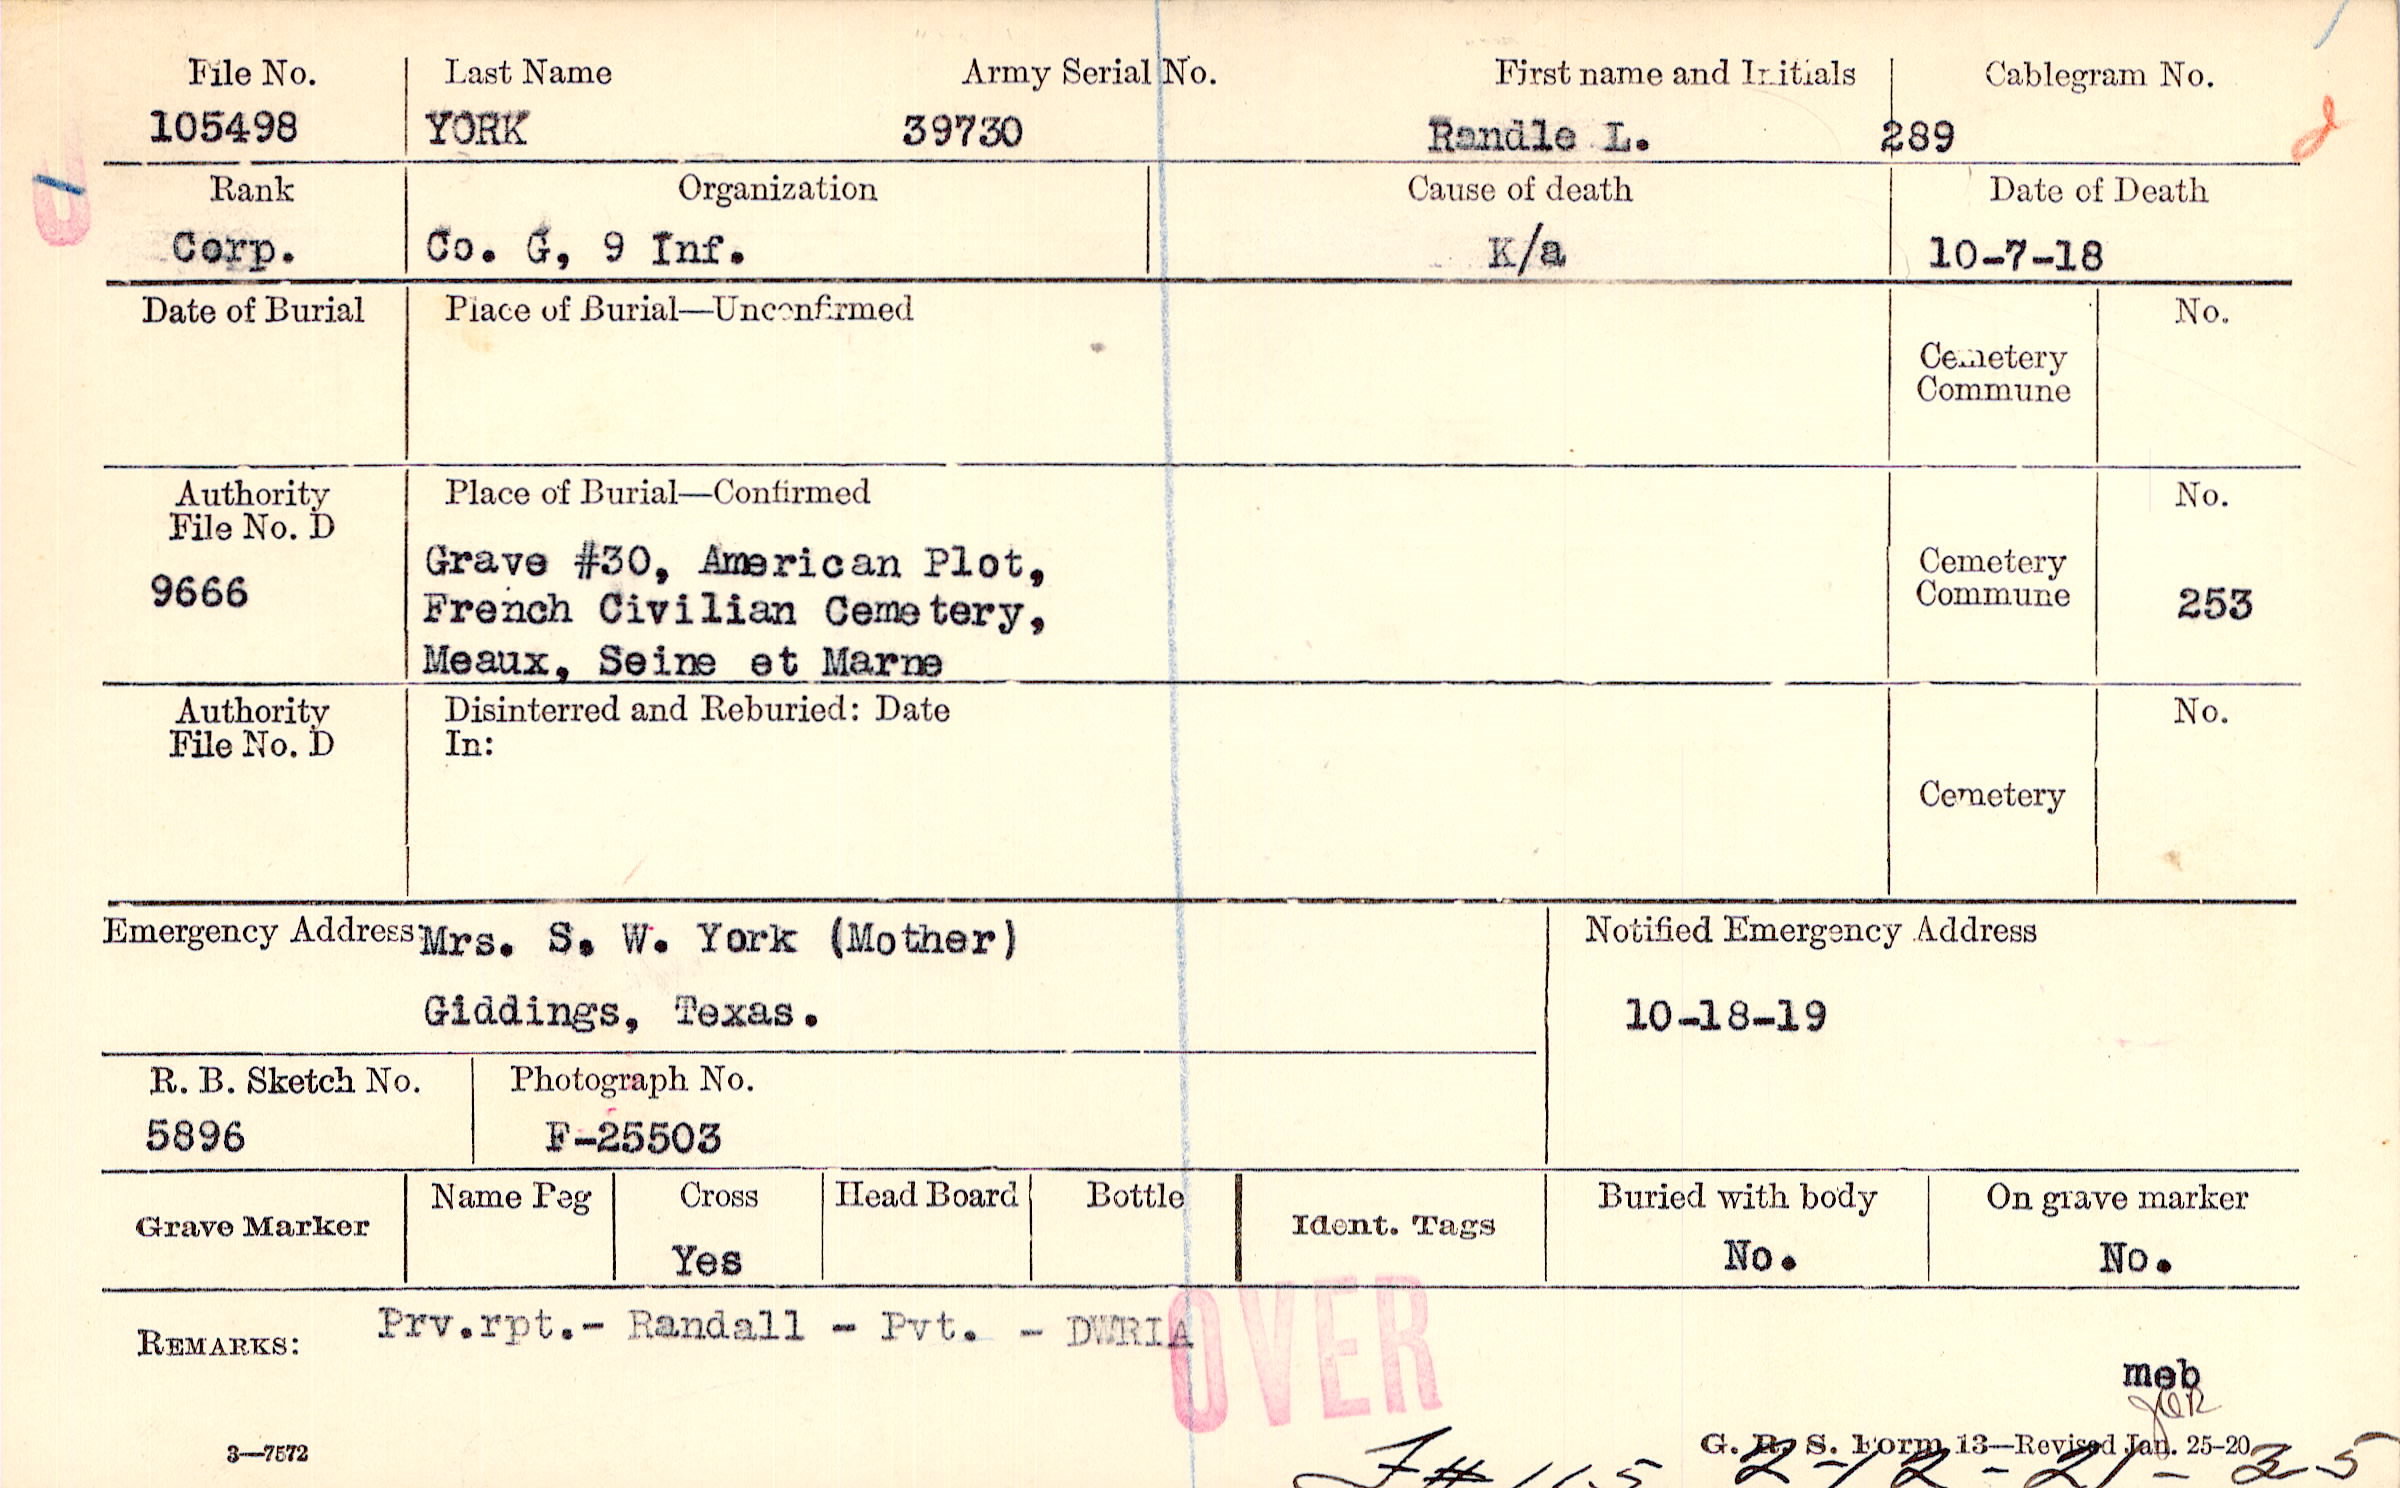 File No. Last Name Army Serial No. First name and Initials Cablegram No.
105498 YORK 39730 Randle L. 289
Rank Organization Cause of death Date of Death
Corp. Co. G, 9 Inf. K/a 10-7-18
Date of Burial Place of Burial—Unconfirmed No.
Cemetery
Commune
Authority Place of Burial—Confirmed No.
File No. D
Grave #30, American Plot,
9666 French Civilian Cemetery, Cemetery Commune 253
Meaux, Seine et Marne
Authority Disinterred and Reburied: Date No.
File No. D In:
Cemetery
Emergency Address: Mrs. S. W. York (Mother) Notified Emergency Address
Giddings, Texas. 10-18-19
R. B. Sketch No. Photograph No.
5896 F-25503
Grave Marker Name Peg Cross Head Board Bottle Ident. Tags Buried with body On grave marker
Yes No. No.
REMARKS: Prv.rpt.- Randall - Pvt. - DWRIA
OVER
meb
3—7572 G. R. S. Form 13—Revised Jan. 25-20
# 115 2-12-21-35